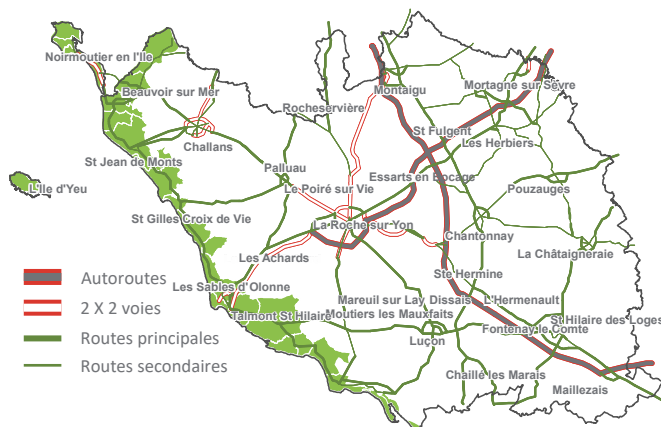 Noirmoutier en l'Ile
Beauvoir sur Mer
Rocheservière
Montaigu
Mortagne sur Sèvre
Challans
St Fulgent
Les Herbiers
St Jean de Monts
Palluau
Essarts en Bocage
L'Ile d'Yeu
Le Poiré sur Vie
Pouzauges
St Gilles Croix de Vie
La Roche sur Yon
Chantonnay
Les Achards
La Châtaigneraie
Autoroutes
Ste Hermine
Les Sables d'Olonne
2 X 2 voies
Mareuil sur Lay Dissais
L'Hermenault
Talmont St Hilaire
Moutiers les Mauxfaits
St Hilaire des Loges
Fontenay le Comte
Routes principales
Luçon
Routes secondaires
Chaillé les Marais
Maillezais